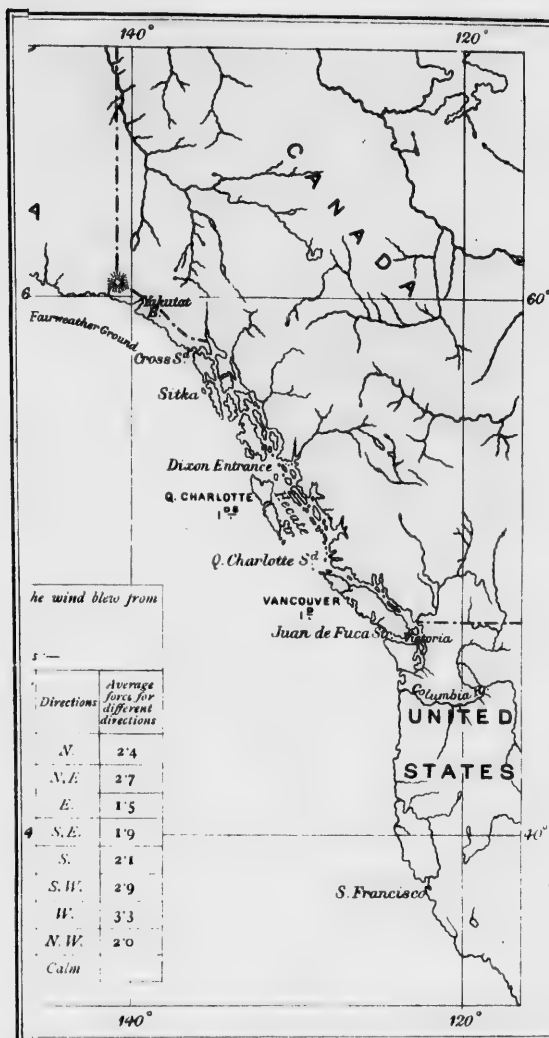 140° 120°
CANADA
A
6 60°
Yakutat
B.
Fairweather Ground
Cross Sd
Sitka
Dixon Entrance
Q. CHARLOTTE
Ids
Hecate
Str.
Q. Charlotte Sd
he wind blew from
VANCOUVER
Id
Juan de Fuca St. Victoria
s:—
Columbia R.
UNITED
STATES
Directions Average force for different directions
N. 2·4
N.E 2·7
E. 1·5
S.E. 1·9
S. 2·1
S.W. 2·9
W. 3·3
N.W. 2·0
Calm
4 40°
S. Francisco
140° 120°